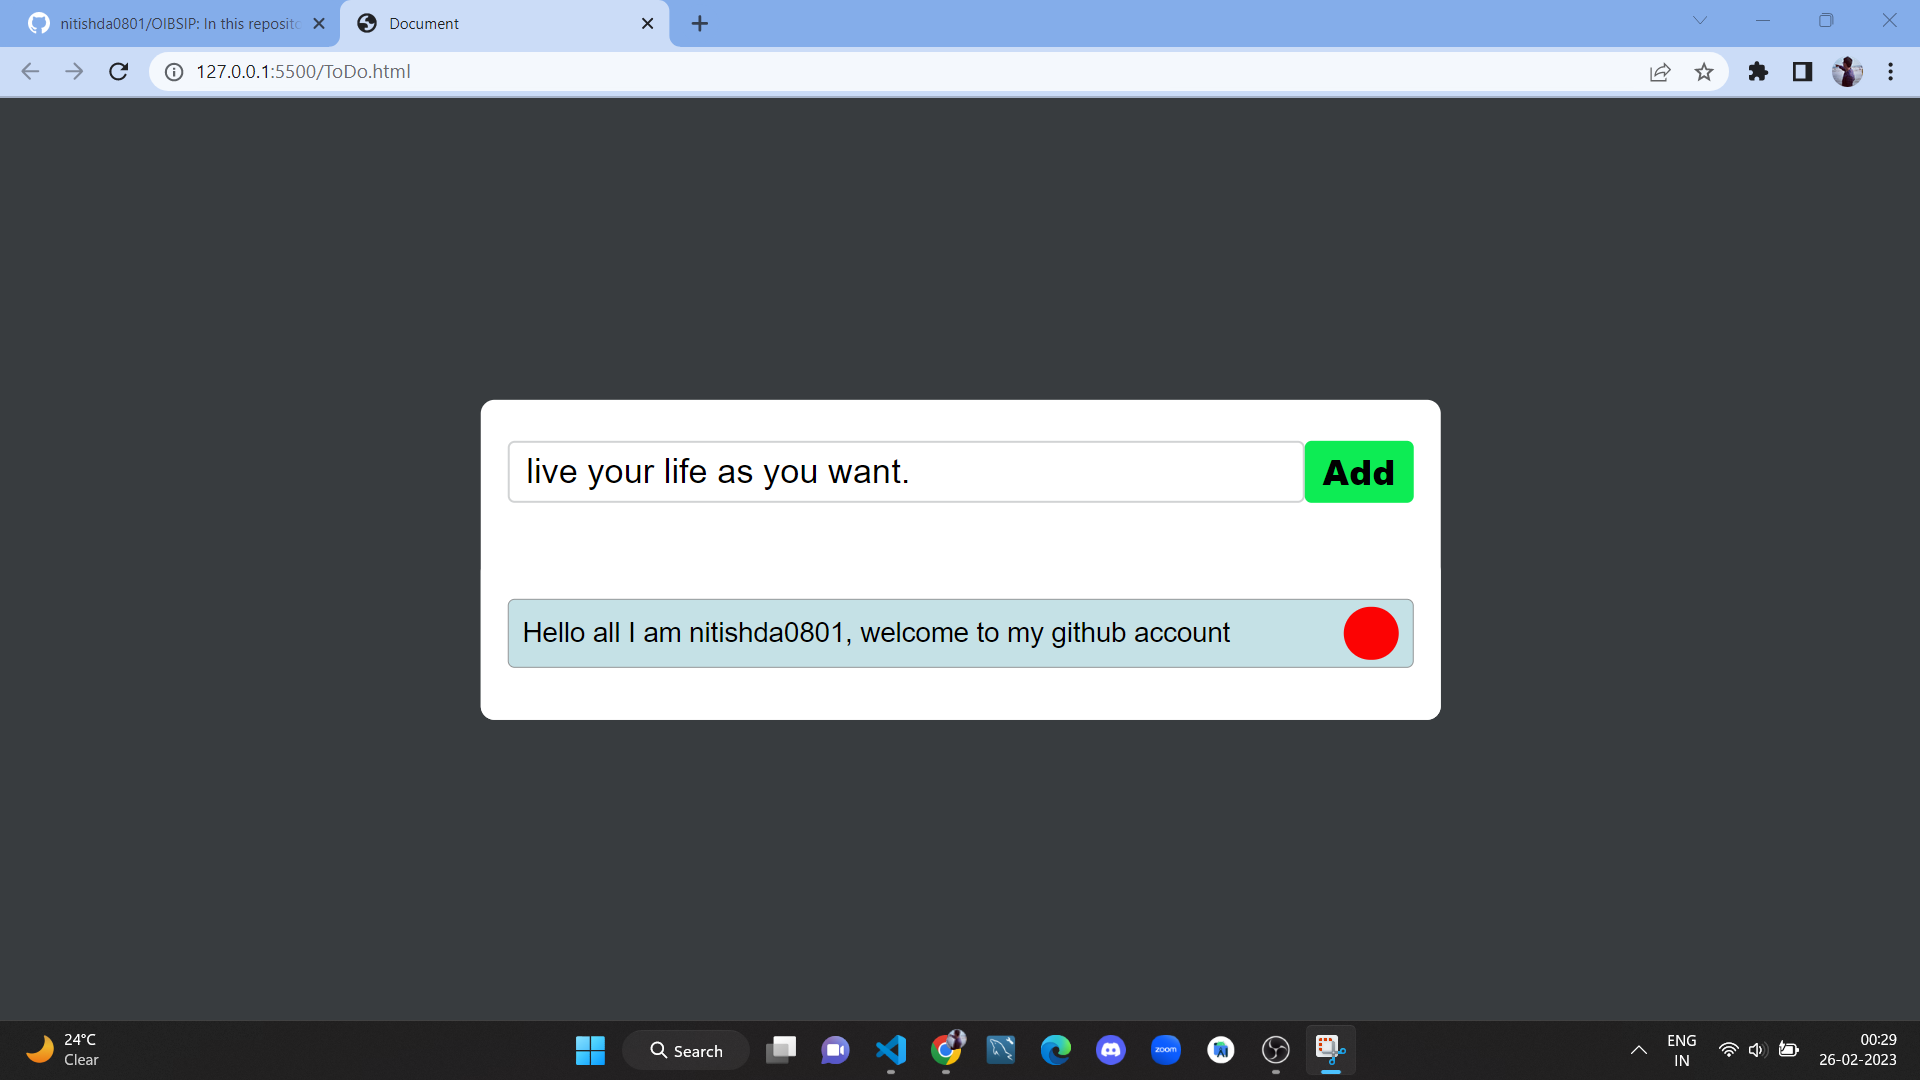 nitishda0801/OIBSIP: In this reposito
Document
127.0.0.1:5500/ToDo.html
live your life as you want.
Add
Hello all I am nitishda0801, welcome to my github account
24°C
Clear
Search
zoom
ENG
IN
00:29
26-02-2023